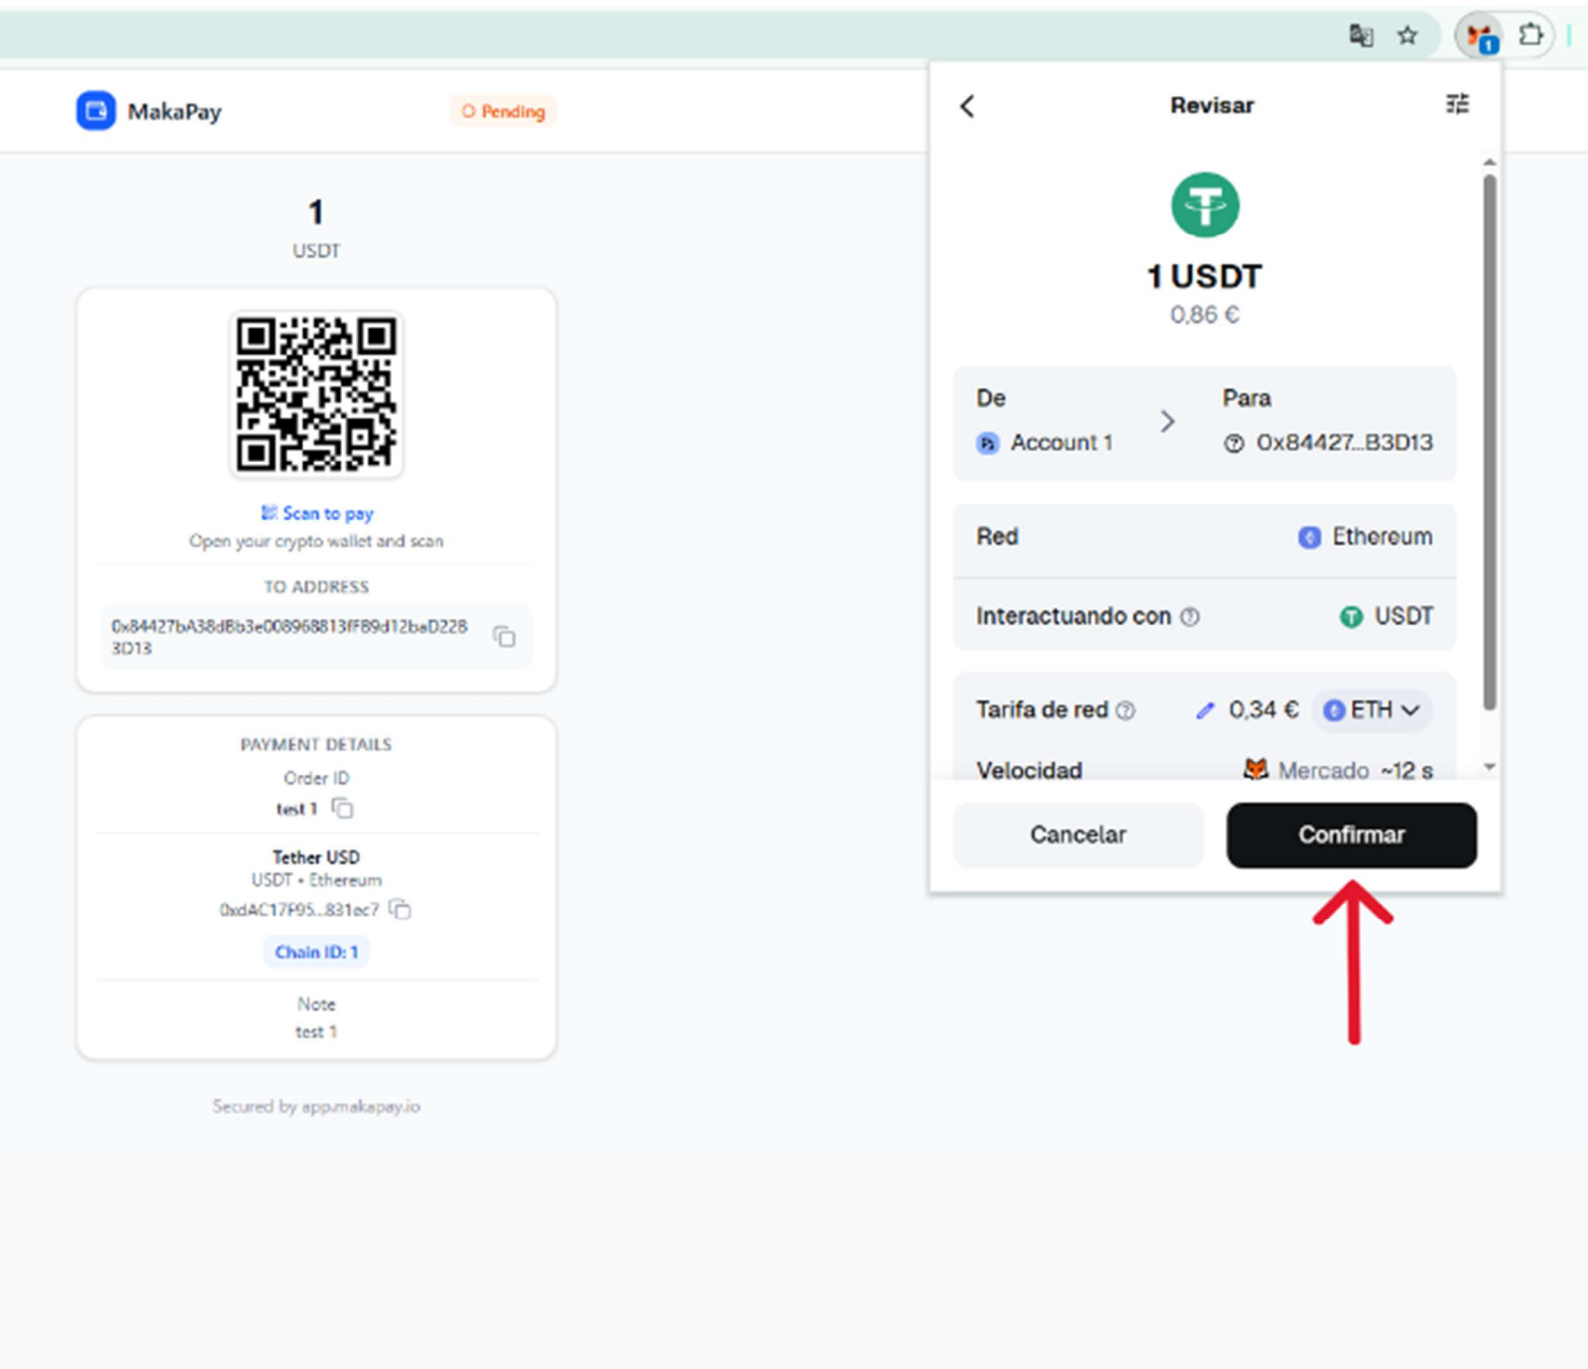 MakaPay
Pending
1
USDT
Scan to pay
Open your crypto wallet and scan
TO ADDRESS
0x84427bA38dBb3e008968813fFB9d12baD22B
3D13
PAYMENT DETAILS
Order ID
test 1
Tether USD
USDT • Ethereum
0xdAC17F95...831ec7
Chain ID: 1
Note
test 1
Secured by app.makapay.io
1
Revisar
1 USDT
0,86 €
De
Para
Account 1
0x84427...B3D13
Red
Ethereum
Interactuando con
USDT
Tarifa de red
0,34 €
ETH
Velocidad
Mercado ~12 s
Cancelar
Confirmar